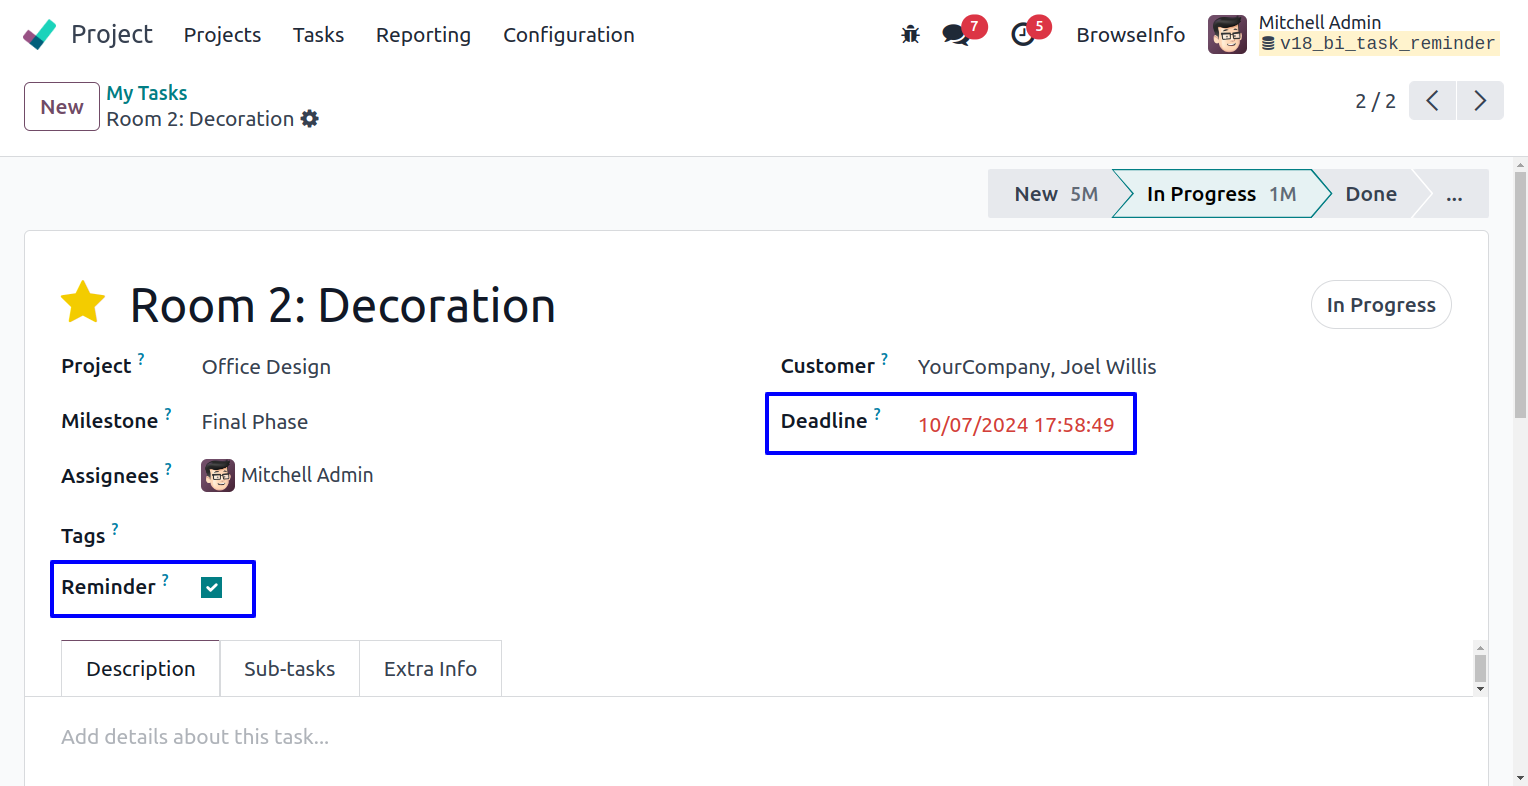 Project Projects Tasks Reporting Configuration 7 5 BrowseInfo Mitchell Admin
v18_bi_task_reminder
New My Tasks
Room 2: Decoration
2 / 2
New 5M In Progress 1M Done ...
Room 2: Decoration In Progress
Project ? Office Design Customer ? YourCompany, Joel Willis
Milestone ? Final Phase Deadline ? 10/07/2024 17:58:49
Assignees ? Mitchell Admin
Tags ?
Reminder ?
Description Sub-tasks Extra Info
Add details about this task...